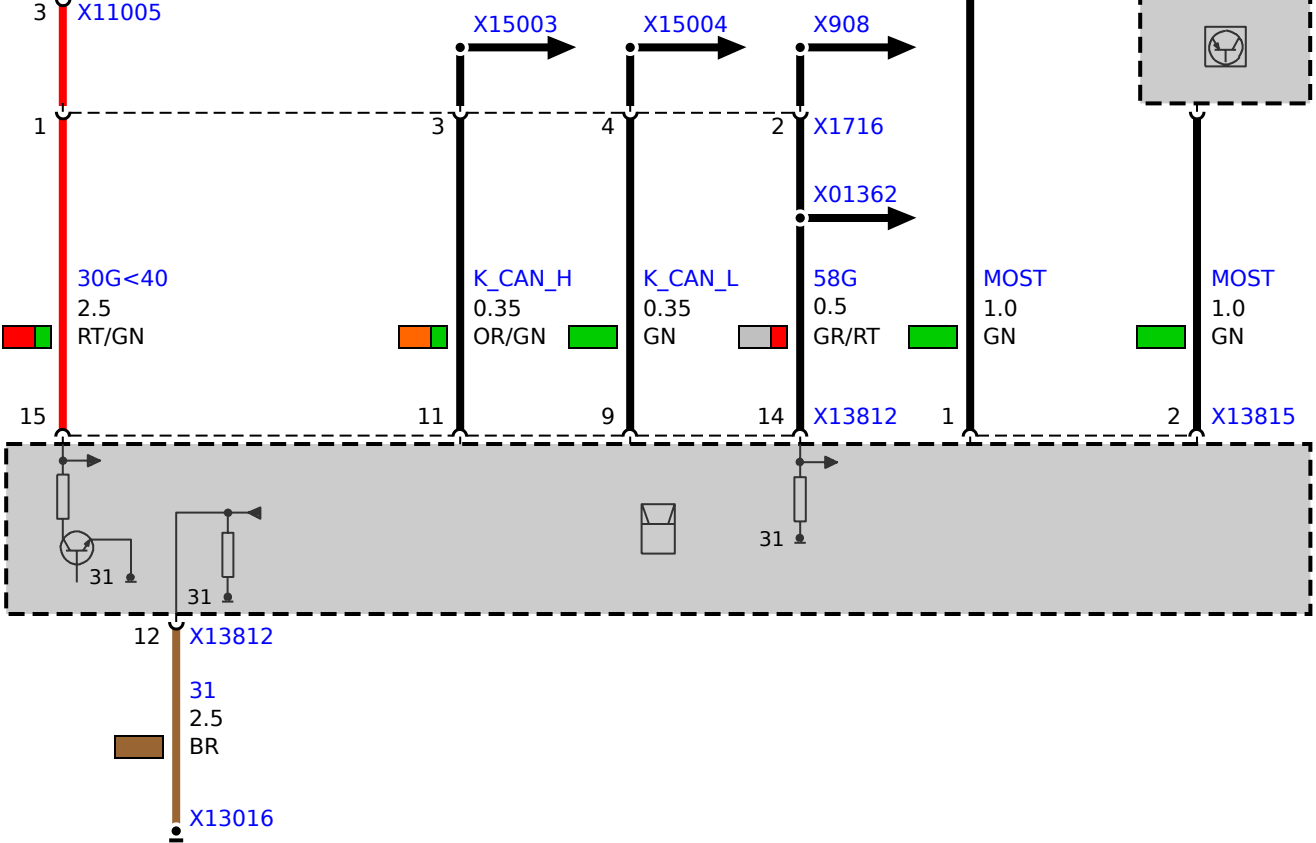 3 X11005
X15003 X15004 X908
1 3 4 2 X1716
X01362
30G<40 K_CAN_H K_CAN_L 58G MOST MOST
2.5 0.35 0.35 0.5 1.0 1.0
RT/GN OR/GN GN GR/RT GN GN
15 11 9 14 X13812 1 2 X13815
31
31
31
12 X13812
31
2.5
BR
X13016